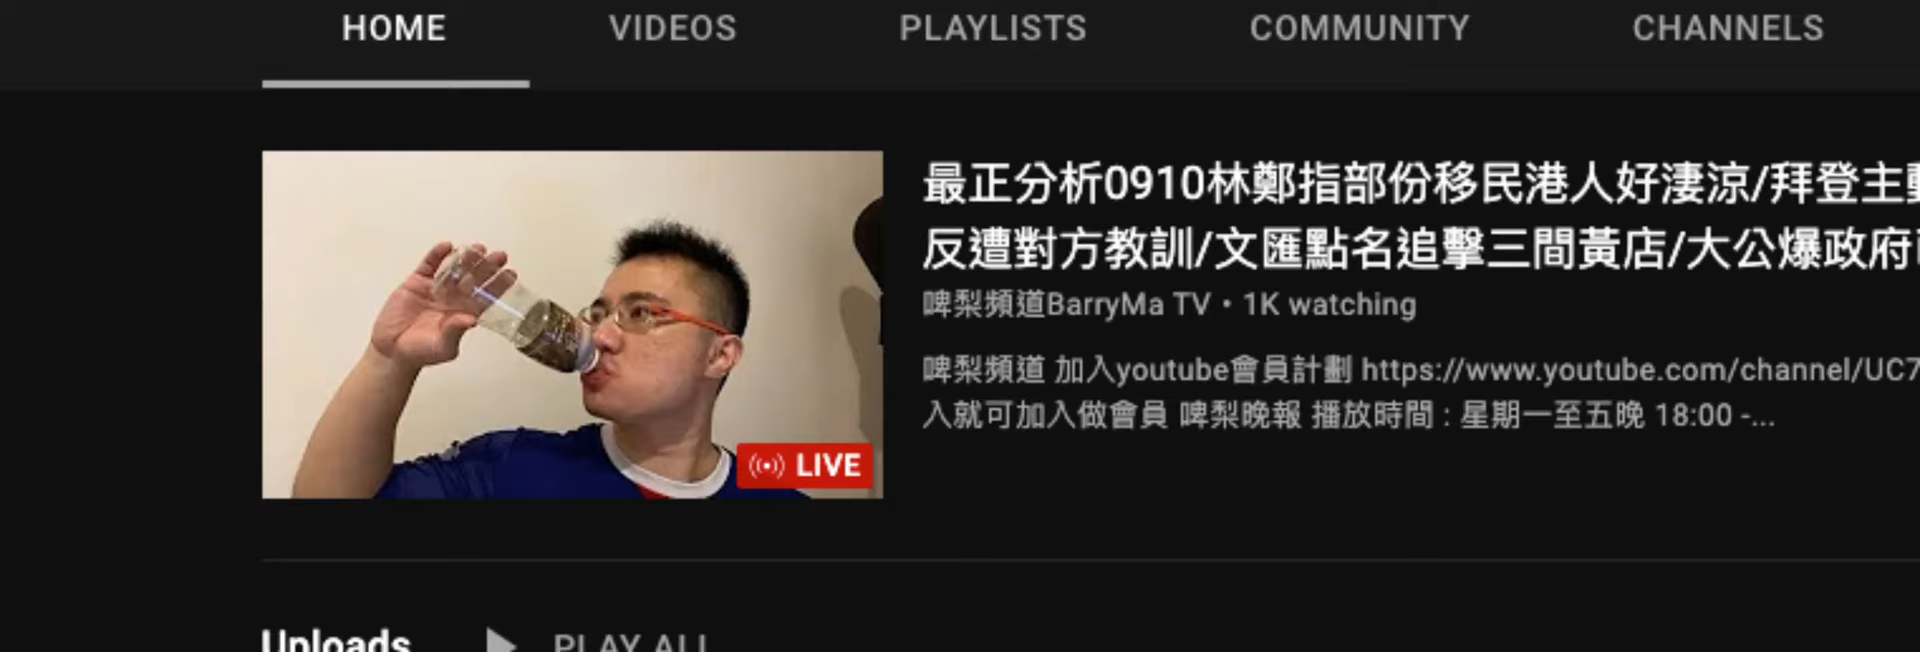 HOME VIDEOS PLAYLISTS COMMUNITY CHANNELS
最正分析0910林鄭指部份移民港人好淒涼/拜登主
反遭對方教訓/文匯點名追擊三間黃店/大公爆政府
啤梨頻道BarryMa TV • 1K watching
啤梨頻道 加入youtube會員計劃 https://www.youtube.com/channel/UC7
入就可加入做會員 啤梨晚報 播放時間 : 星期一至五晚 18:00 -...
LIVE
Uploads PLAY ALL